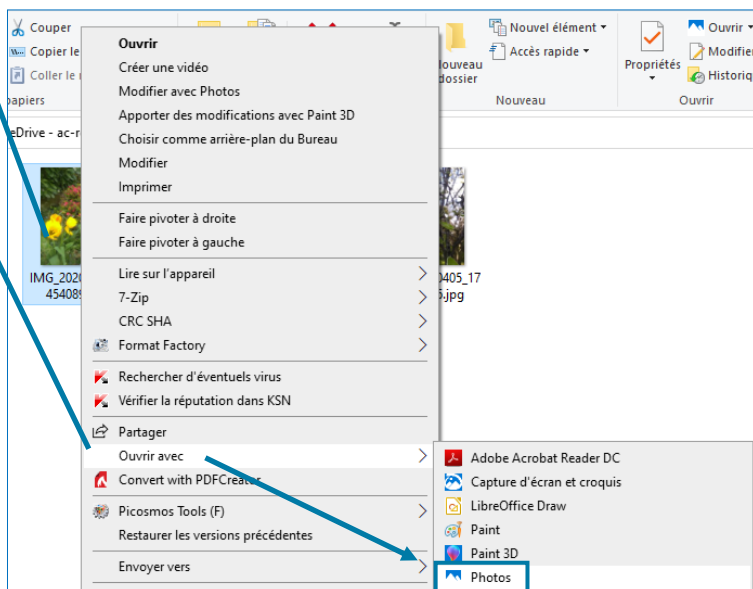 Couper
Copier le
Coller le
papiers
Nouveau
dossier
Nouvel élément
Accès rapide
Nouveau
Propriétés
Ouvrir
Modifier
Historiq
Ouvrir
eDrive - ac-r
IMG_202
45408
0405_17
5.jpg
Ouvrir
Créer une vidéo
Modifier avec Photos
Apporter des modifications avec Paint 3D
Choisir comme arrière-plan du Bureau
Modifier
Imprimer
Faire pivoter à droite
Faire pivoter à gauche
Lire sur l'appareil
7-Zip
CRC SHA
Format Factory
Rechercher d'éventuels virus
Vérifier la réputation dans KSN
Partager
Ouvrir avec
Convert with PDFCreator
Picosmos Tools (F)
Restaurer les versions précédentes
Envoyer vers
Adobe Acrobat Reader DC
Capture d'écran et croquis
LibreOffice Draw
Paint
Paint 3D
Photos